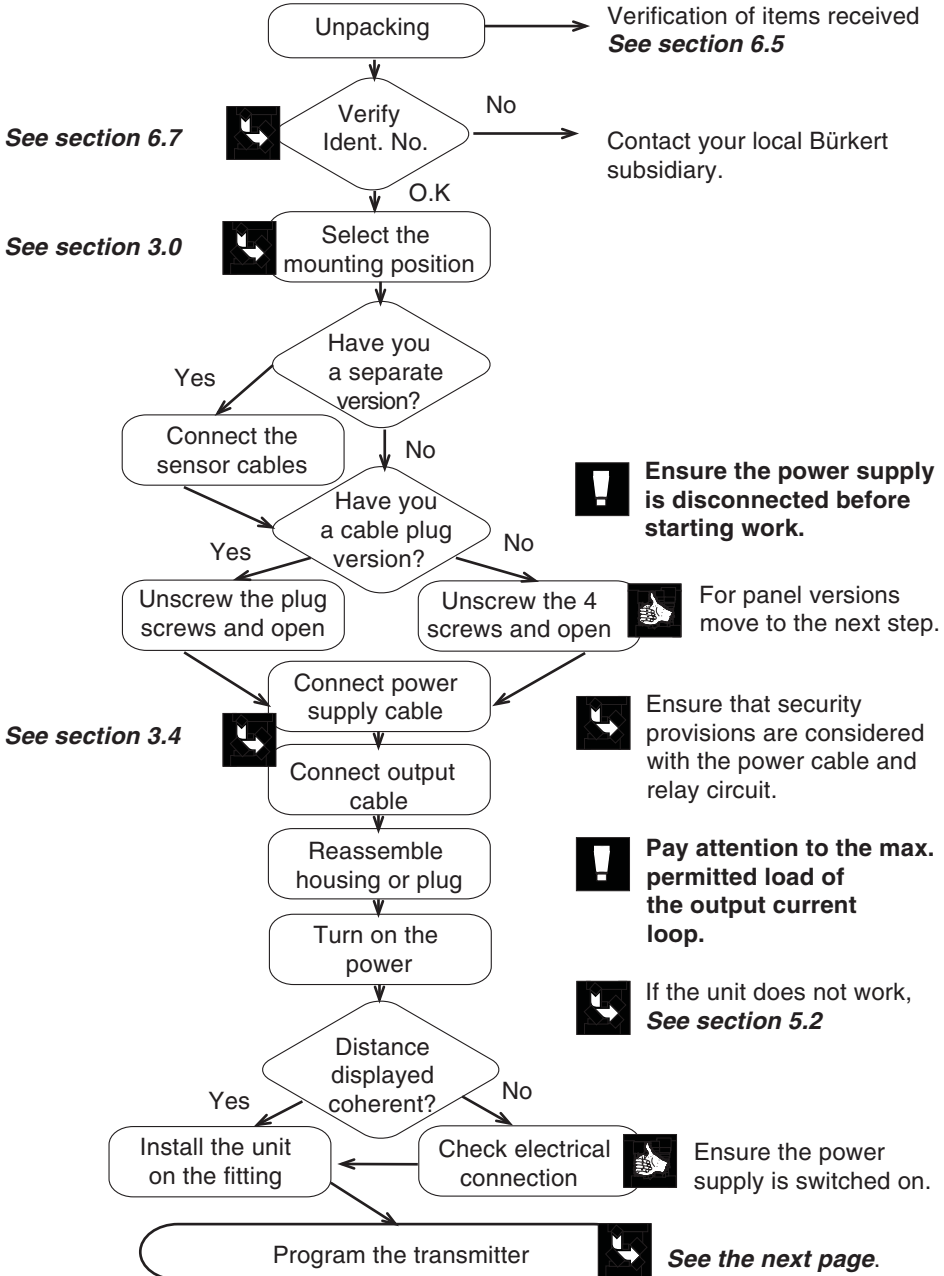 Unpacking
Verification of items received
See section 6.5
See section 6.7
Verify
Ident. No.
No
Contact your local Bürkert
subsidiary.
O.K
See section 3.0
Select the
mounting position
Have you
a separate
version?
Yes
Connect the
sensor cables
No
Ensure the power supply
is disconnected before
starting work.
Have you
a cable plug
version?
Yes
No
Unscrew the plug
screws and open
Unscrew the 4
screws and open
For panel versions
move to the next step.
Connect power
supply cable
See section 3.4
Ensure that security
provisions are considered
with the power cable and
relay circuit.
Connect output
cable
Reassemble
housing or plug
Pay attention to the max.
permitted load of
the output current
loop.
Turn on the
power
If the unit does not work,
See section 5.2
Distance
displayed
coherent?
Yes
No
Install the unit
on the fitting
Check electrical
connection
Ensure the power
supply is switched on.
Program the transmitter
See the next page.